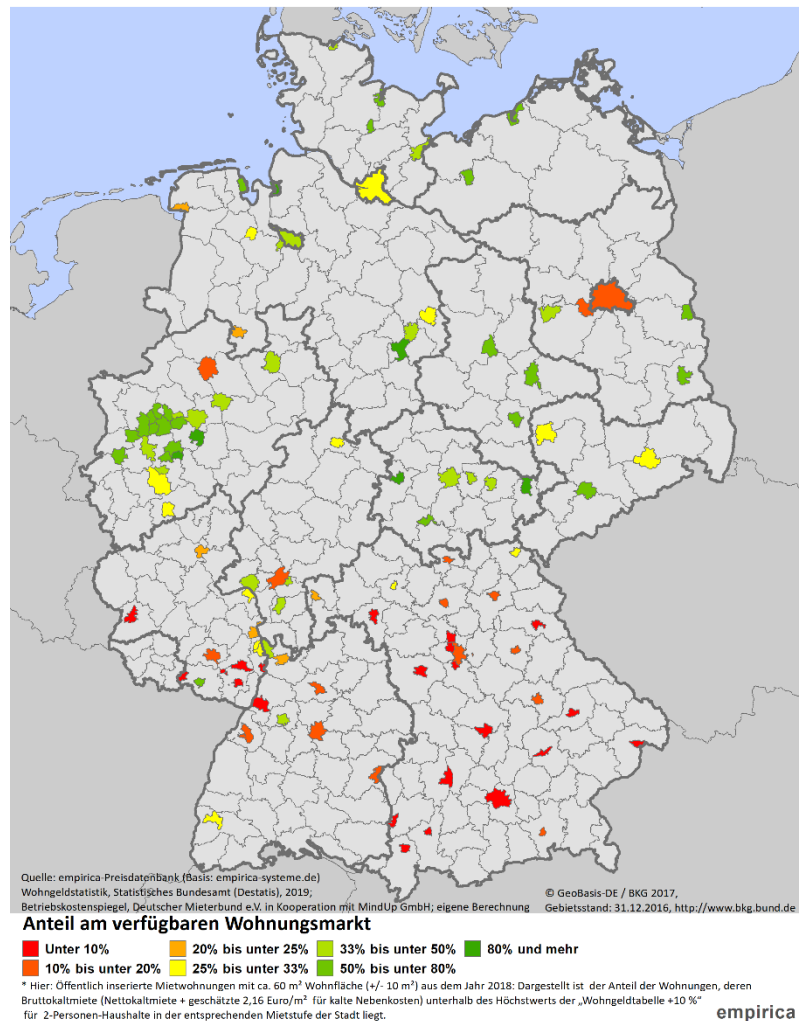 Quelle: empirica-Preisdatenbank (Basis: empirica-systeme.de)
Wohngeldstatistik, Statistisches Bundesamt (Destatis), 2019;
Betriebskostenspiegel, Deutscher Mieterbund e.V. in Kooperation mit MindUp GmbH; eigene Berechnung
© GeoBasis-DE / BKG 2017,
Gebietsstand: 31.12.2016, http://www.bkg.bund.de
Anteil am verfügbaren Wohnungsmarkt
Unter 10% 20% bis unter 25% 33% bis unter 50% 80% und mehr
10% bis unter 20% 25% bis unter 33% 50% bis unter 80%
* Hier: Öffentlich inserierte Mietwohnungen mit ca. 60 m² Wohnfläche (+/- 10 m²) aus dem Jahr 2018: Dargestellt ist der Anteil der Wohnungen, deren
Bruttokaltmiete (Nettokaltmiete + geschätzte 2,16 Euro/m² für kalte Nebenkosten) unterhalb des Höchstwerts der „Wohngeldtabelle +10 %“
für 2-Personen-Haushalte in der entsprechenden Mietstufe der Stadt liegt.
empirica